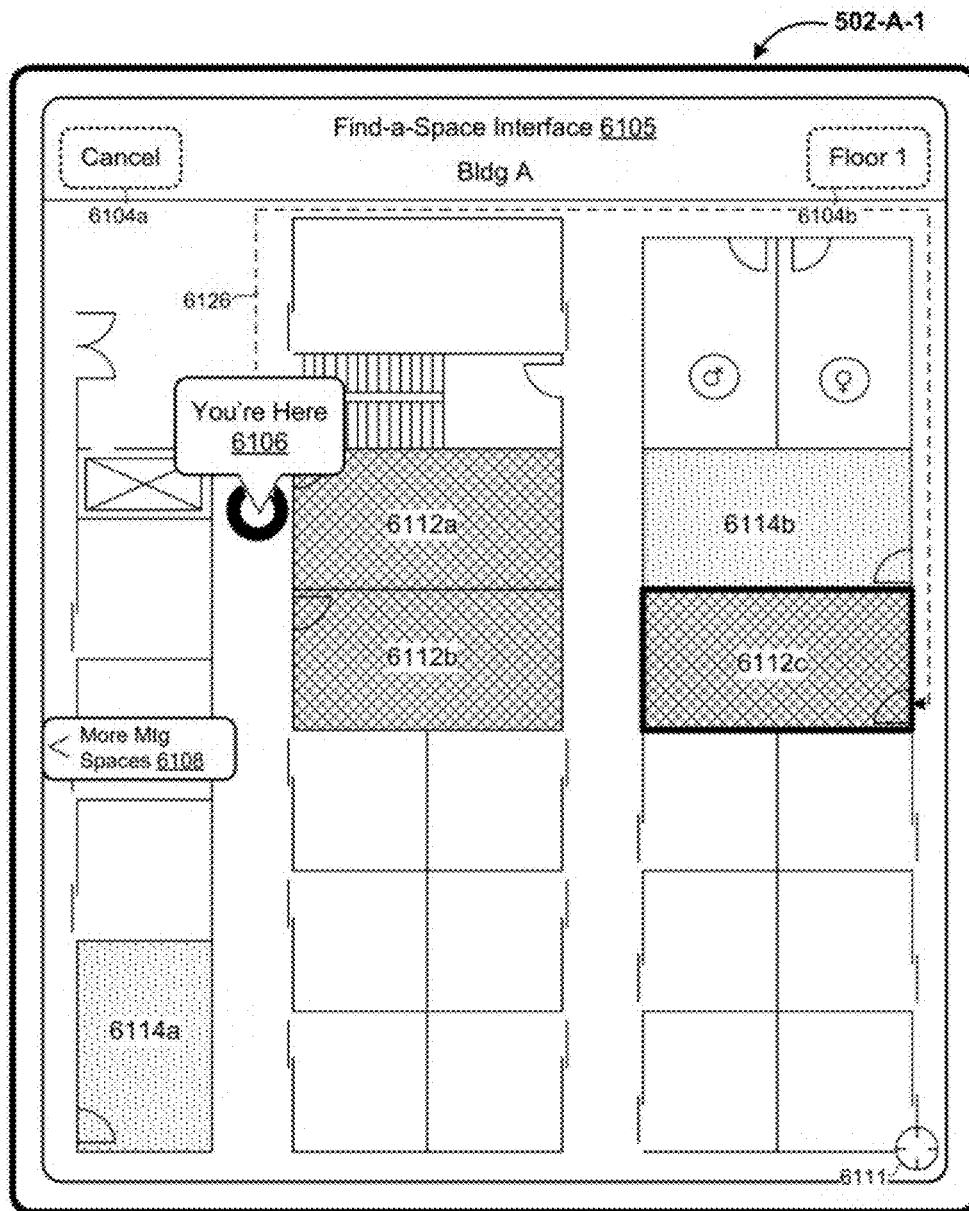 502-A-1
Find-a-Space Interface 6105
Cancel
Bldg A
Floor 1
6104a
6104b
6126
You're Here
6106
6112a
6114b
6112b
6112c
More Mtg
Spaces 6108
6114a
6111